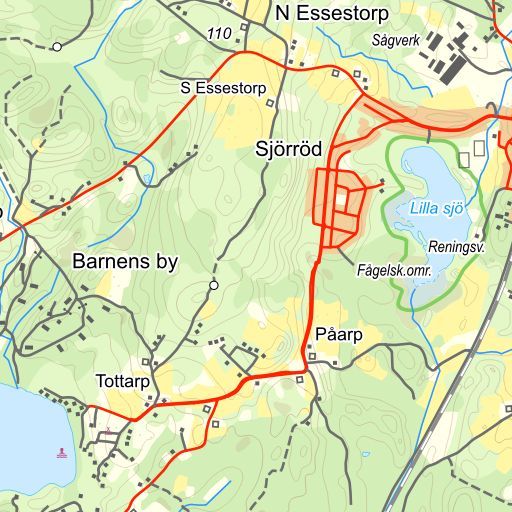 N Essestorp
110
Sågverk
S Essestorp
Sjörröd
Lilla sjö
Reningsv.
Barnens by
Fågelsk.omr.
Påarp
Tottarp